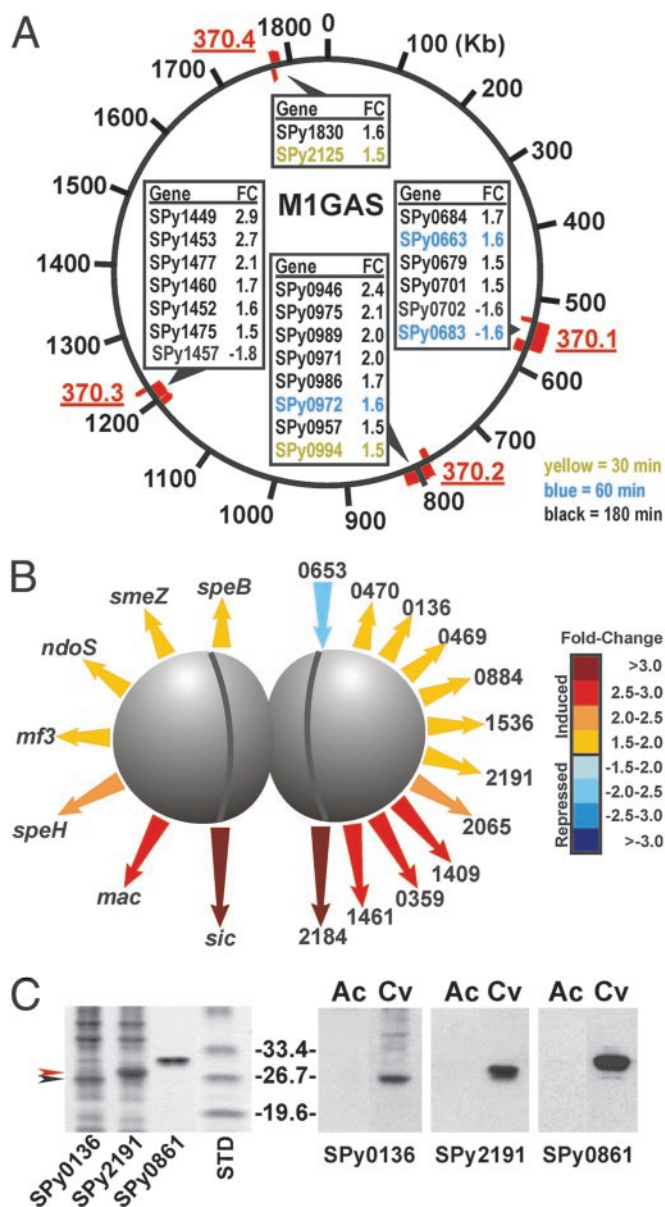 A
370.4
1800
0
100 (Kb)
200
300
400
500
600
700
800
900
1000
1100
1200
1300
1400
1500
1600
1700
370.1
370.2
370.3
M1GAS
Gene FC
SPy1830 1.6
SPy2125 1.5
Gene FC
SPy1449 2.9
SPy1453 2.7
SPy1477 2.1
SPy1460 1.7
SPy1452 1.6
SPy1475 1.5
SPy1457 -1.8
Gene FC
SPy0946 2.4
SPy0975 2.1
SPy0989 2.0
SPy0971 2.0
SPy0986 1.7
SPy0972 1.6
SPy0957 1.5
SPy0994 1.5
Gene FC
SPy0684 1.7
SPy0663 1.6
SPy0679 1.5
SPy0701 1.5
SPy0702 -1.6
SPy0683 -1.6
yellow = 30 min
blue = 60 min
black = 180 min
B
speB
smeZ
ndoS
mf3
speH
mac
sic
0653
0470
0136
0469
0884
1536
2191
2065
1409
0359
1461
2184
Fold-Change
Induced
Repressed
>3.0
2.5-3.0
2.0-2.5
1.5-2.0
-1.5-2.0
-2.0-2.5
-2.5-3.0
>-3.0
C
-33.4-
-26.7-
-19.6-
SPy0136
SPy2191
SPy0861
STD
Ac Cv
SPy0136
Ac Cv
SPy2191
Ac Cv
SPy0861